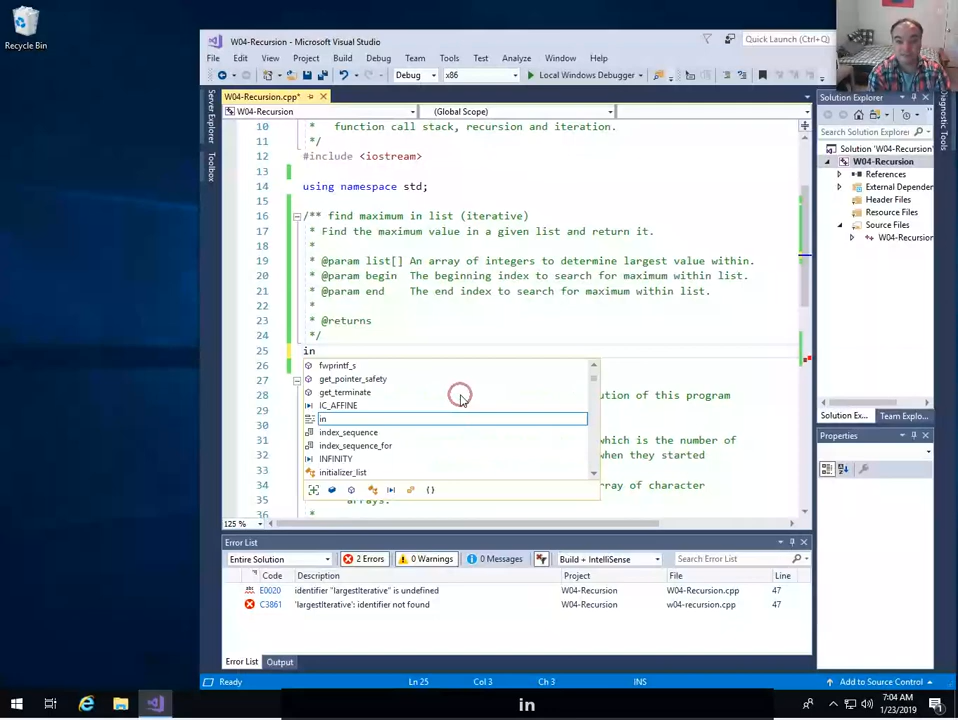 Recycle Bin
W04-Recursion - Microsoft Visual Studio
Quick Launch (Ctrl+Q)
File Edit View Project Build Debug Team Tools Test Analyze Window Help
Debug x86 Local Windows Debugger
Server Explorer
Toolbox
W04-Recursion.cpp*
W04-Recursion (Global Scope)
10 * function call stack, recursion and iteration.
11 */
12 #include <iostream>
13
14 using namespace std;
15
16 /** find maximum in list (iterative)
17 * Find the maximum value in a given list and return it.
18 *
19 * @param list[] An array of integers to determine largest value within.
20 * @param begin The beginning index to search for maximum within list.
21 * @param end The end index to search for maximum within list.
22 *
23 * @returns
24 */
25 in
26
27
28 ution of this program
29
30
31 which is the number of
32 when they started
33
34 ray of character
35 arrays.
36 *
fwprintf_s
get_pointer_safety
get_terminate
IC_AFFINE
in
index_sequence
index_sequence_for
INFINITY
initializer_list
125 %
Solution Explorer
Search Solution Explorer
Solution 'W04-Recursion'
W04-Recursion
References
External Dependen
Header Files
Resource Files
Source Files
W04-Recursion
Solution Ex... Team Explo...
Properties
Diagnostic Tools
Error List
Entire Solution 2 Errors 0 Warnings 0 Messages Build + IntelliSense Search Error List
Code Description Project File Line
E0020 identifier "largestIterative" is undefined W04-Recursion W04-Recursion.cpp 47
C3861 'largestIterative': identifier not found W04-Recursion w04-recursion.cpp 47
Error List Output
Ready Ln 25 Col 3 Ch 3 INS Add to Source Control
in
7:04 AM
1/23/2019
1